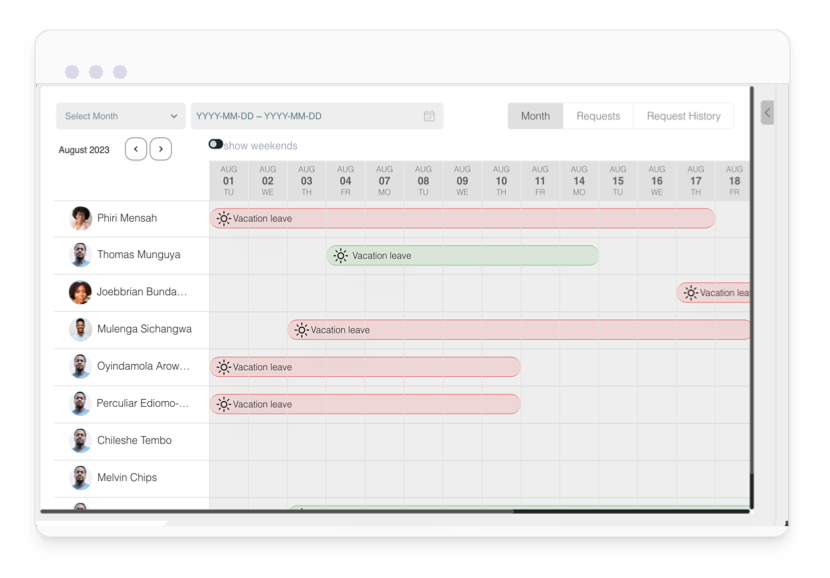 Select Month YYYY-MM-DD ~ YYYY-MM-DD Month Requests Request History
August 2023 show weekends
AUG AUG AUG AUG AUG AUG AUG AUG AUG AUG AUG AUG AUG AUG
01 02 03 04 07 08 09 10 11 14 15 16 17 18
TU WE TH FR MO TU WE TH FR MO TU WE TH FR
Phiri Mensah Vacation leave
Thomas Munguya Vacation leave
Joebbrian Bunda... Vacation lea
Mulenga Sichangwa Vacation leave
Oyindamola Arow... Vacation leave
Perculiar Ediomo-... Vacation leave
Chileshe Tembo
Melvin Chips